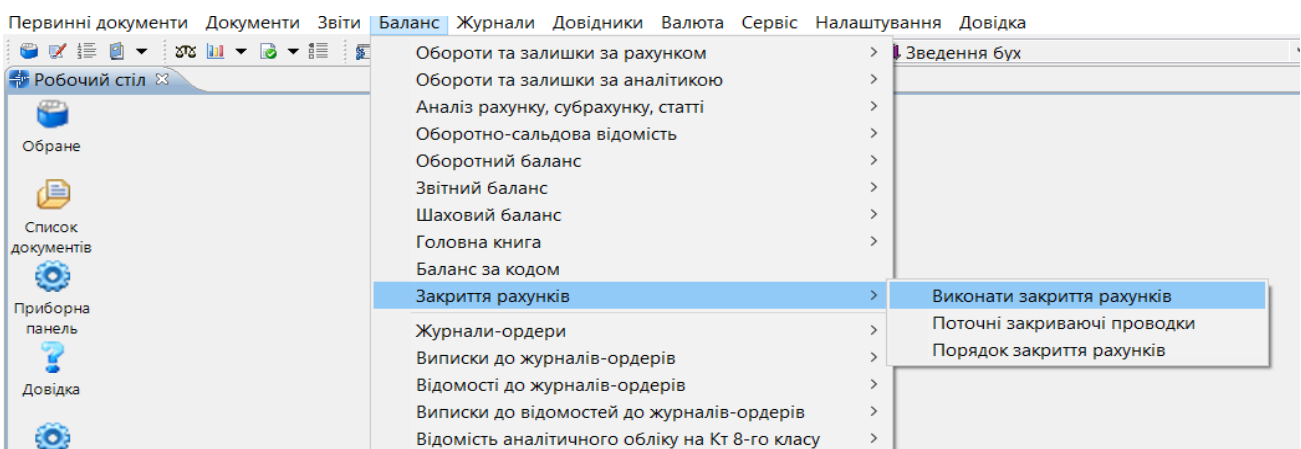 Первинні документи Документи Звіти Баланс Журнали Довідники Валюта Сервіс Налаштування Довідка
Зведення бух
Робочий стіл
Обране
Список
документів
Приборна
панель
Довідка
Обороти та залишки за рахунком
Обороти та залишки за аналітикою
Аналіз рахунку, субрахунку, статті
Оборотно-сальдова відомість
Оборотний баланс
Звітний баланс
Шаховий баланс
Головна книга
Баланс за кодом
Закриття рахунків
Журнали-ордери
Виписки до журналів-ордерів
Відомості до журналів-ордерів
Виписки до відомостей до журналів-ордерів
Відомість аналітичного обліку на Кт 8-го класу
Виконати закриття рахунків
Поточні закриваючі проводки
Порядок закриття рахунків